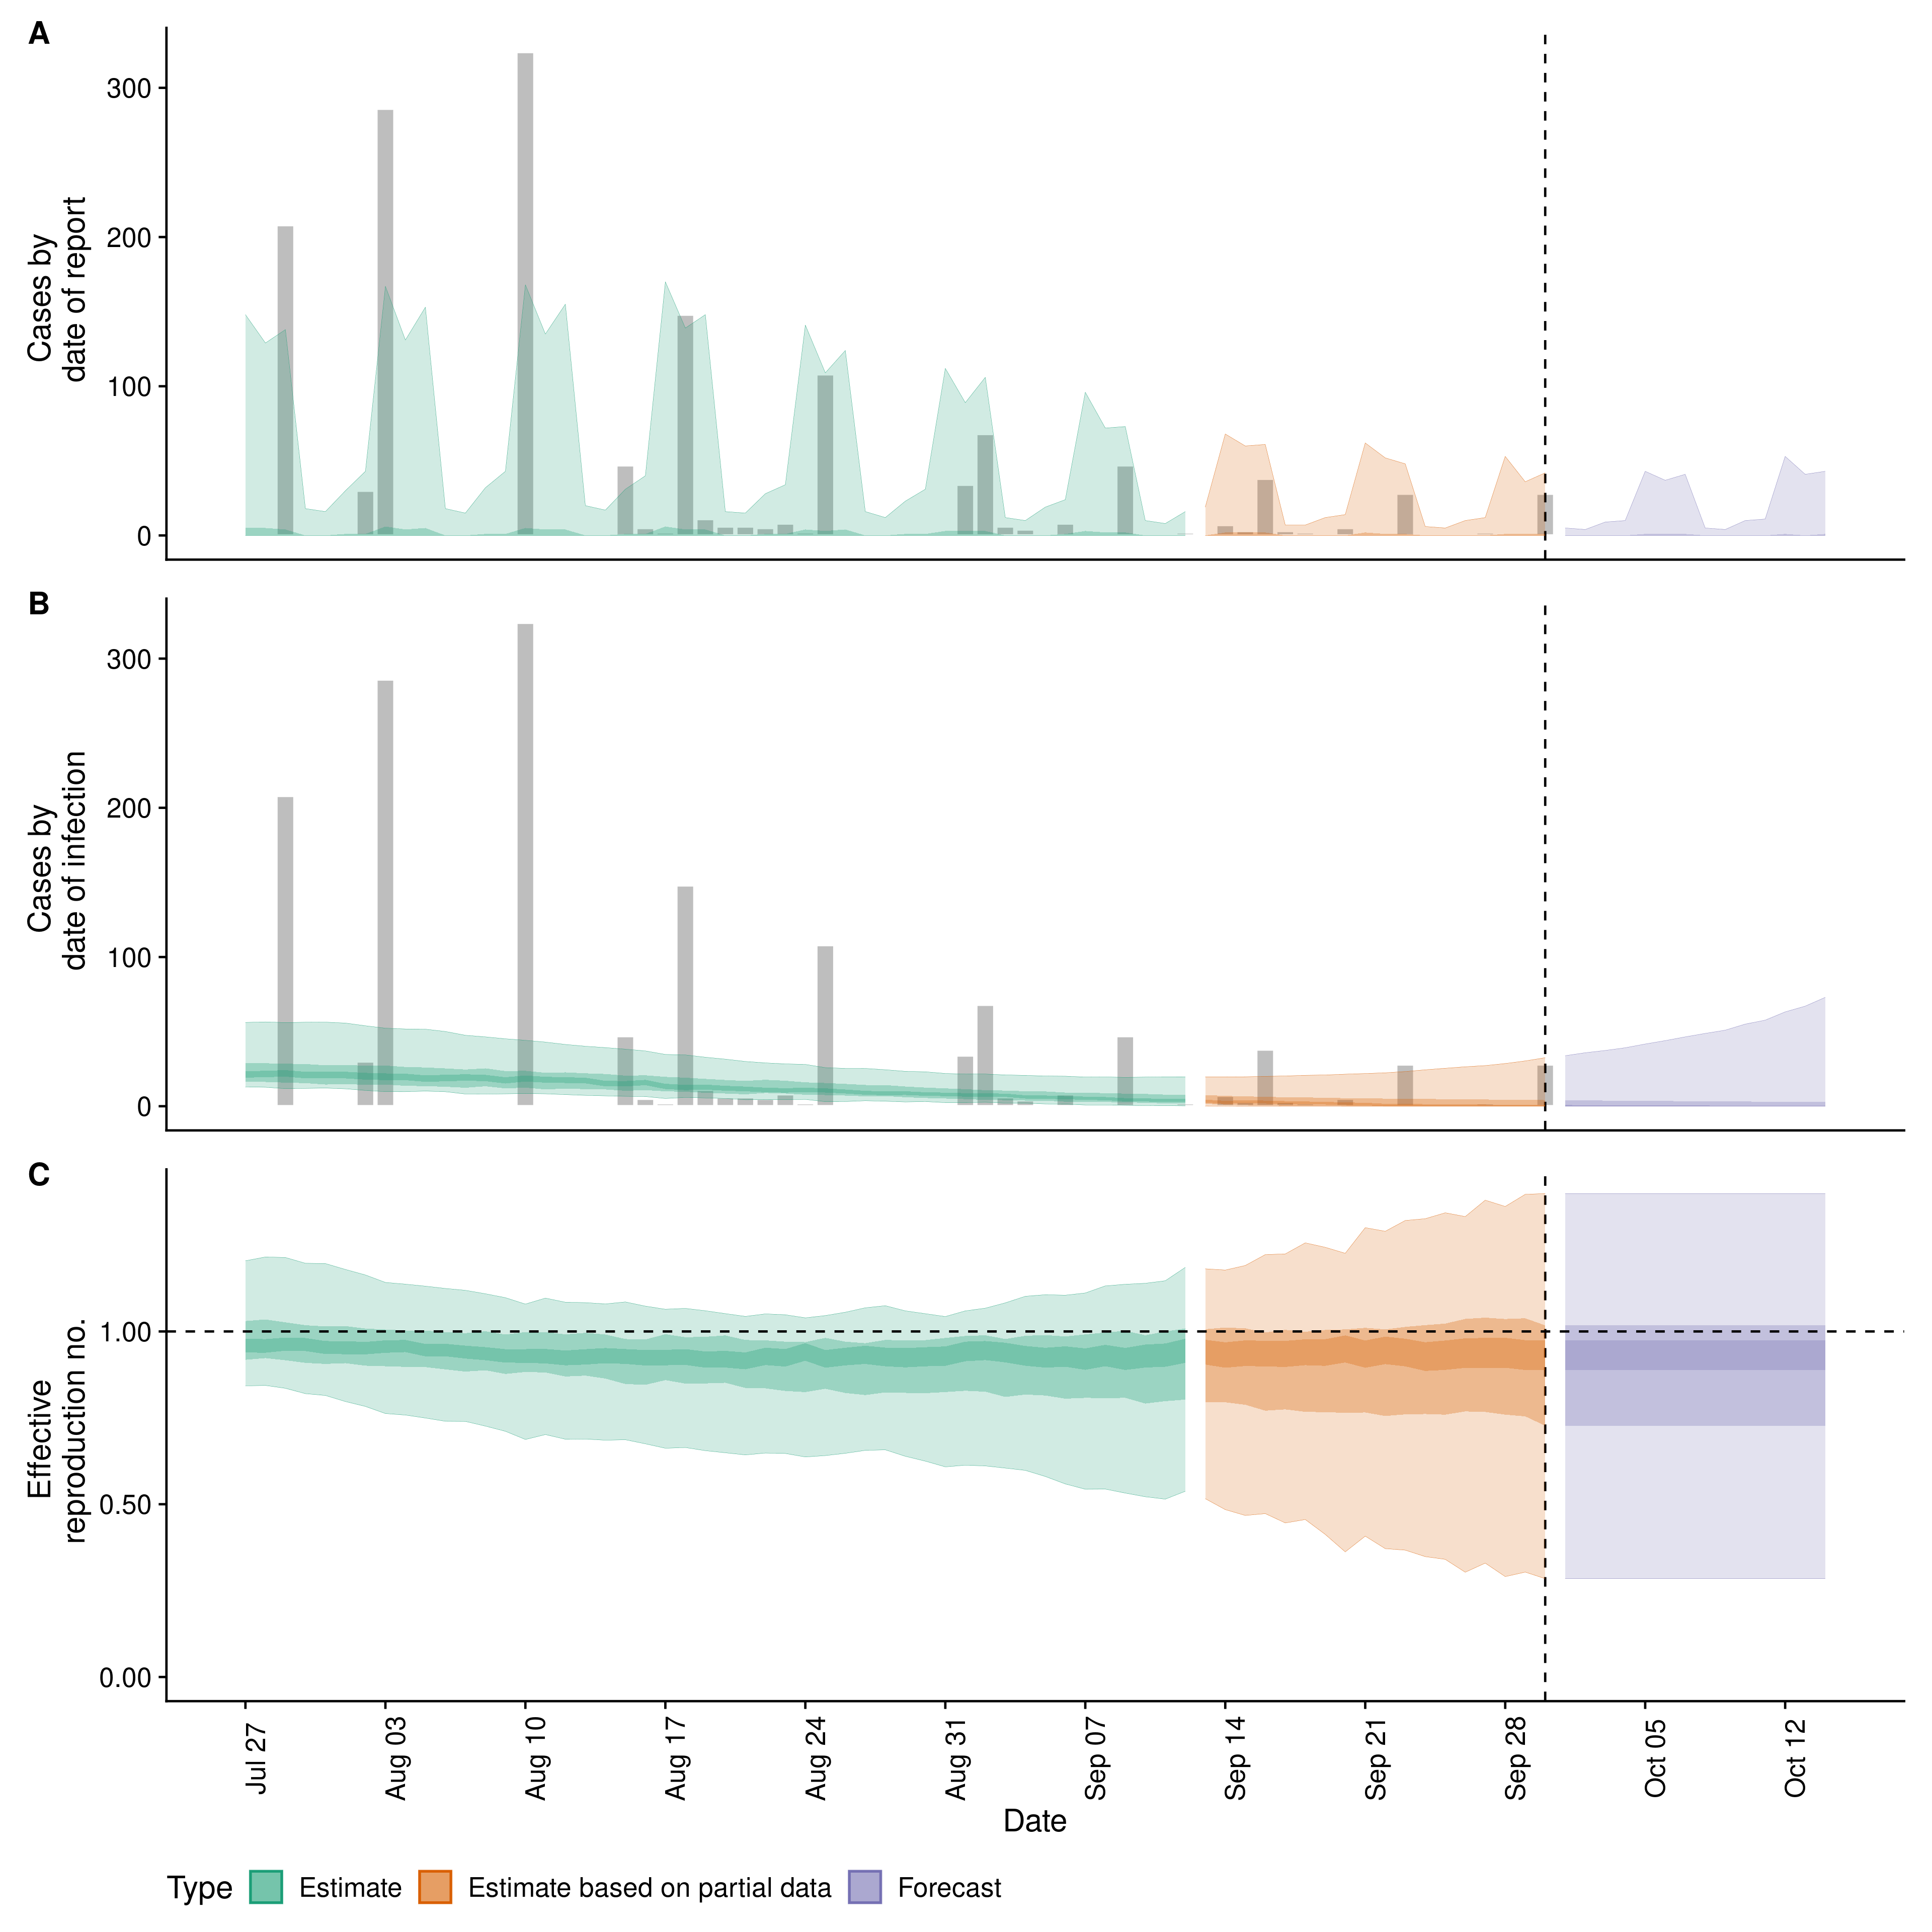 A
Cases by
date of report
300
200
100
0
B
Cases by
date of infection
300
200
100
0
C
Effective
reproduction no.
1.00
0.50
0.00
Jul 27
Aug 03
Aug 10
Aug 17
Aug 24
Aug 31
Sep 07
Sep 14
Sep 21
Sep 28
Oct 05
Oct 12
Date
Type Estimate Estimate based on partial data Forecast